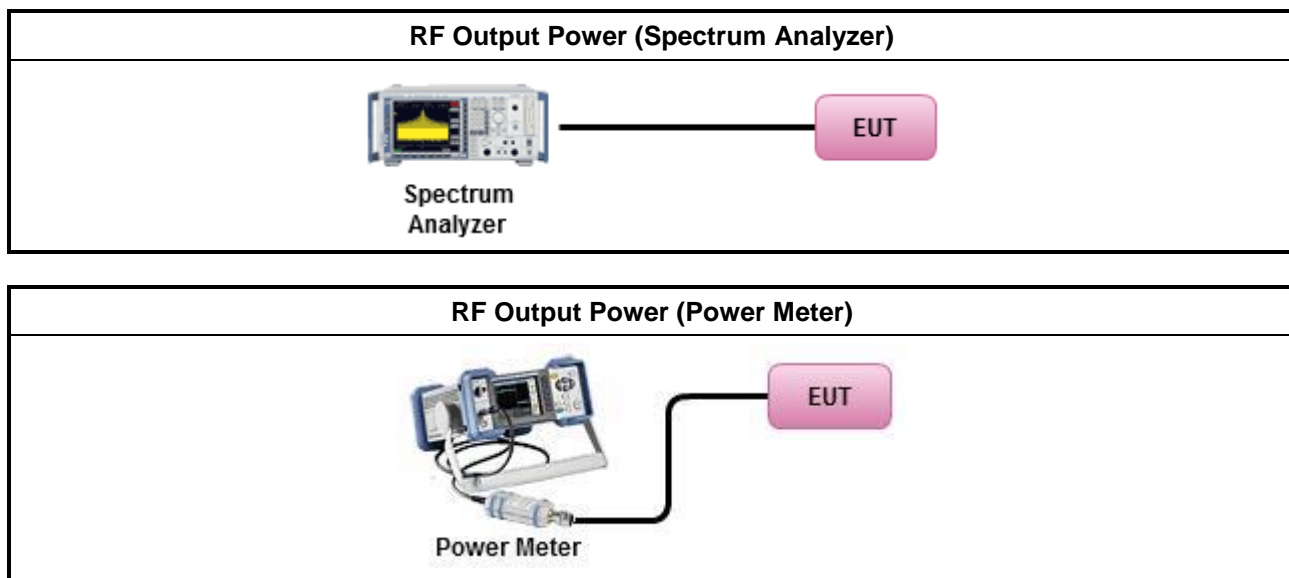 RF Output Power (Spectrum Analyzer)
EUT
Spectrum
Analyzer
RF Output Power (Power Meter)
EUT
Power Meter